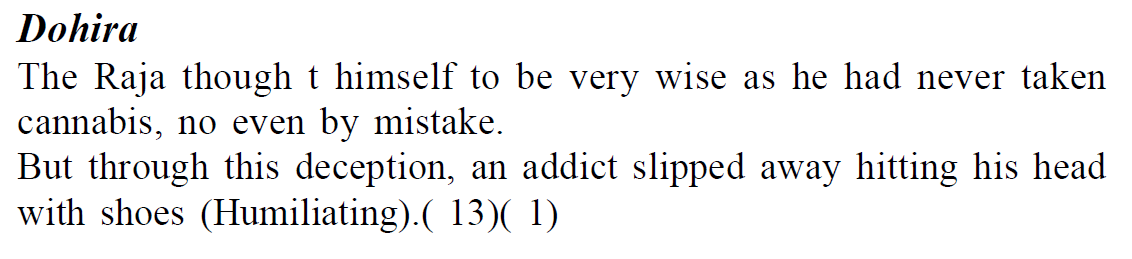 Dohira
The Raja though t himself to be very wise as he had never taken
cannabis, no even by mistake.
But through this deception, an addict slipped away hitting his head
with shoes (Humiliating).( 13)( 1)